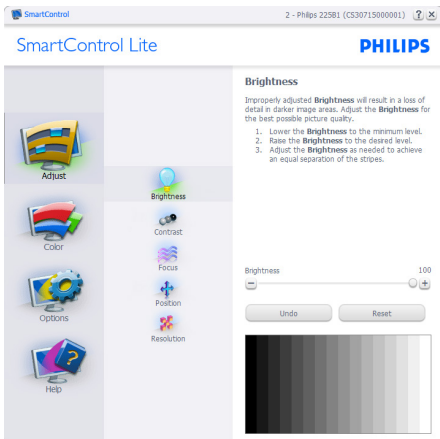 SmartControl
2 - Philips 225B1 (CS30715000001)
SmartControl Lite
PHILIPS
Adjust
Color
Options
Help
Brightness
Contrast
Focus
Position
Resolution
Brightness
Improperly adjusted Brightness will result in a loss of
detail in darker image areas. Adjust the Brightness for
the best possible picture quality.
1. Lower the Brightness to the minimum level.
2. Raise the Brightness to the desired level.
3. Adjust the Brightness as needed to achieve
an equal separation of the stripes.
Brightness 100
Undo Reset